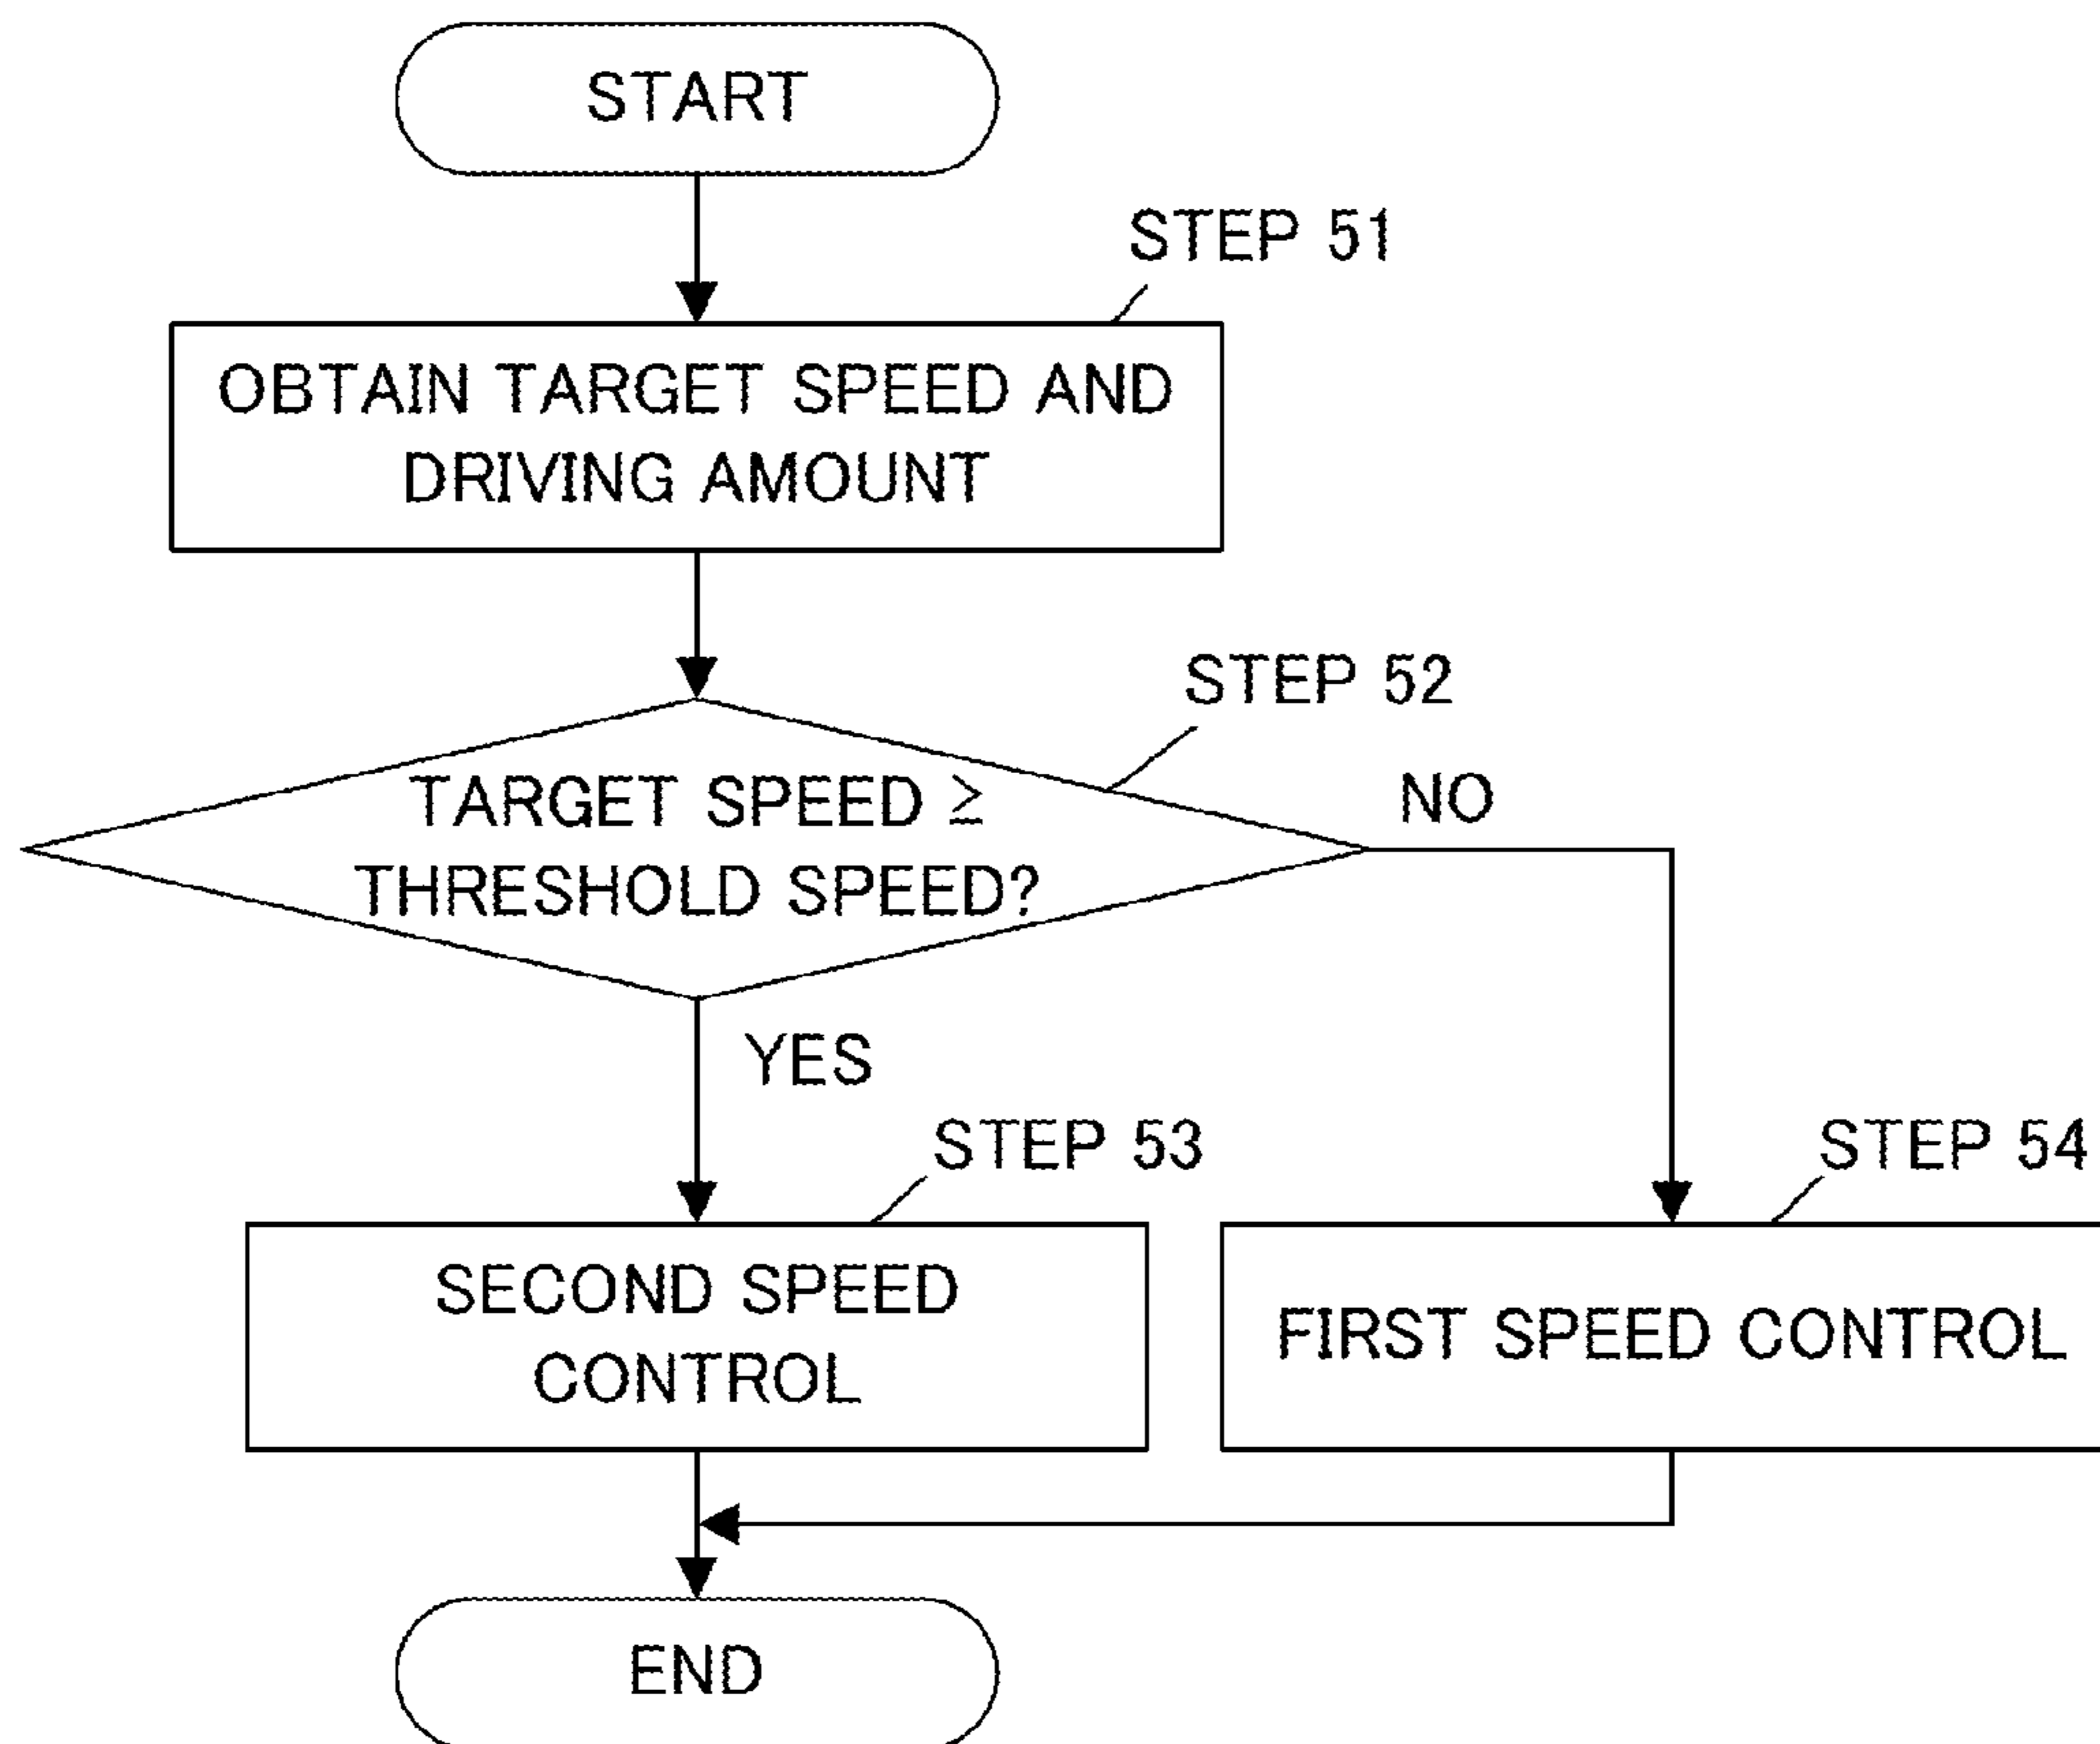 START
STEP 51
OBTAIN TARGET SPEED AND
DRIVING AMOUNT
STEP 52
TARGET SPEED ≧
THRESHOLD SPEED?
NO
YES
STEP 53
STEP 54
SECOND SPEED
CONTROL
FIRST SPEED CONTROL
END